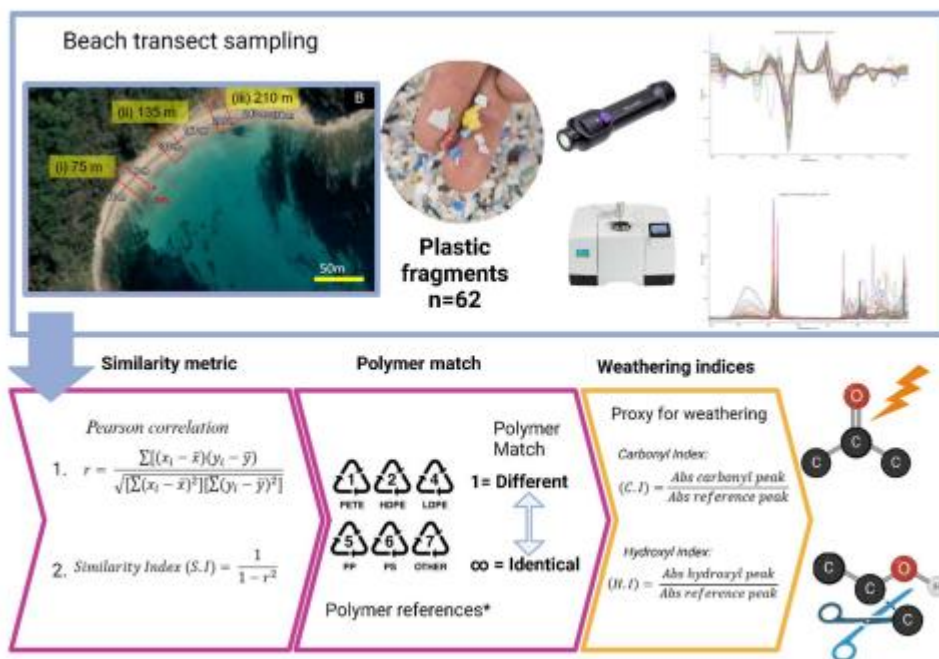 Beach transect sampling
B
(iii) 210 m
(ii) 135 m
(i) 75 m
50m
Plastic
fragments
n=62
Similarity metric
Polymer match
Weathering indices
Pearson correlation
1. r = ∑[(xᵢ − x̄)(yᵢ − ȳ) / √[∑(xᵢ − x̄)²][∑(yᵢ − ȳ)²]
2. Similarity Index (S.I) = 1 / 1 − r²
1 2 4
PETE HDPE LDPE
5 6 7
PP PS OTHER
Polymer references*
Polymer
Match
1= Different
∞ = Identical
Proxy for weathering
Carbonyl Index:
(C.I) = Abs carbonyl peak / Abs reference peak
Hydroxyl Index:
(H.I) = Abs hydroxyl peak / Abs reference peak
O
C
C C
C
C
O
C